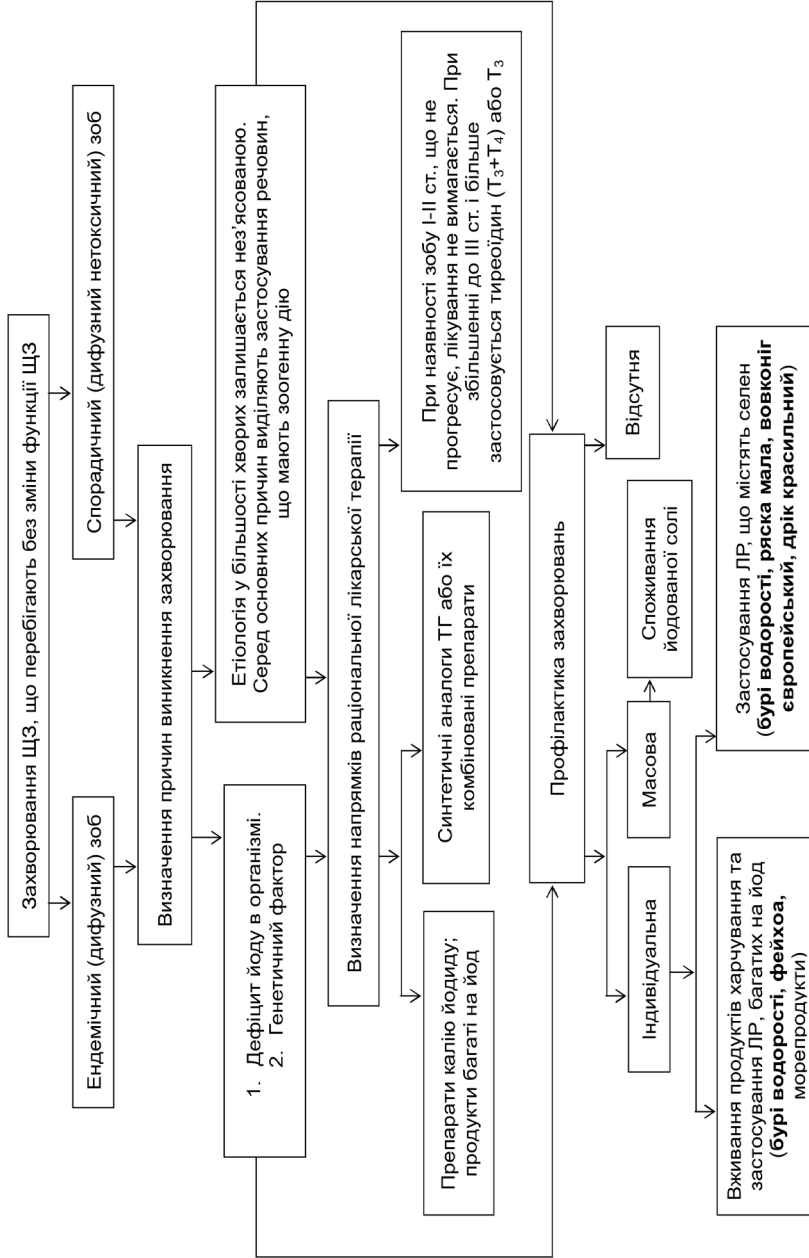 Захворювання ЩЗ, що перебігають без зміни функції ЩЗ
Ендемічний (дифузний) зоб
Спорадичний (дифузний нетоксичний) зоб
Визначення причин виникнення захворювання
1. Дефіцит йоду в організмі.
2. Генетичний фактор
Етіологія у більшості хворих залишається нез’ясованою.
Серед основних причин виділяють застосування речовин,
що мають зоогенну дію
Визначення напрямків раціональної лікарської терапії
Препарати калію йодиду;
продукти багаті на йод
Синтетичні аналоги ТГ або їх
комбіновані препарати
При наявності зобу І-ІІ ст., що не
прогресує, лікування не вимагається. При
збільшенні до ІІІ ст. і більше
застосовується тиреоїдин (Т₃+Т₄) або Т₃
Профілактика захворювань
Індивідуальна
Масова
Споживання
йодованої солі
Відсутня
Вживання продуктів харчування та
застосування ЛР, багатих на йод
(бурі водорості, фейхоа,
морепродукти)
Застосування ЛР, що містять селен
(бурі водорості, ряска мала, вовконіг
європейський, дрік красильний)